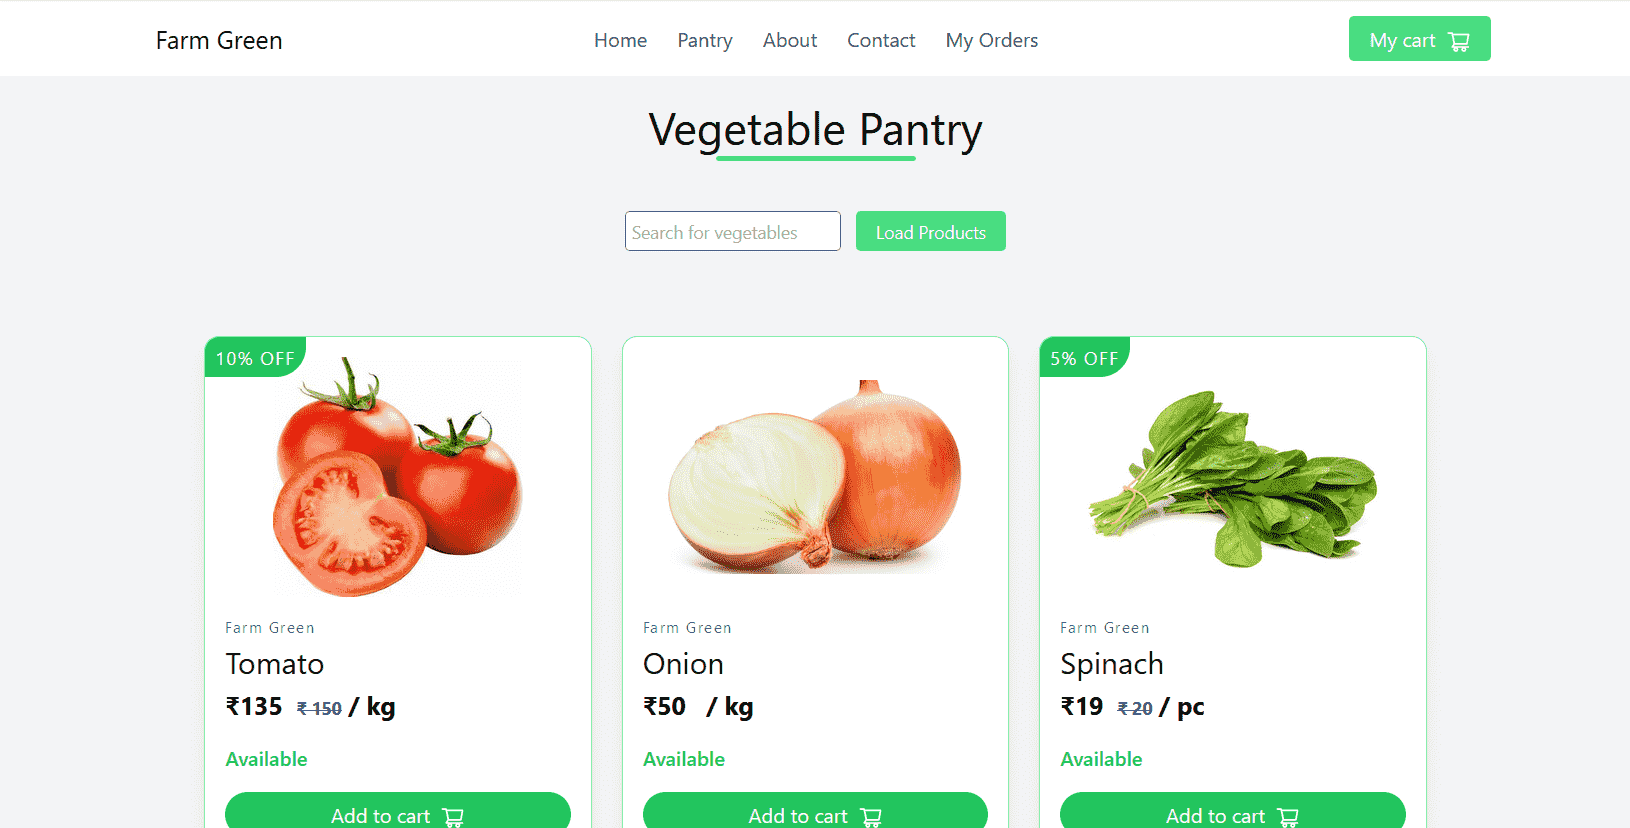 Farm Green Home Pantry About Contact My Orders My cart
Vegetable Pantry
Search for vegetables Load Products
10% OFF 5% OFF
Farm Green Farm Green Farm Green
Tomato Onion Spinach
₹135 ₹ 150 / kg ₹50 / kg ₹19 ₹ 20 / pc
Available Available Available
Add to cart Add to cart Add to cart